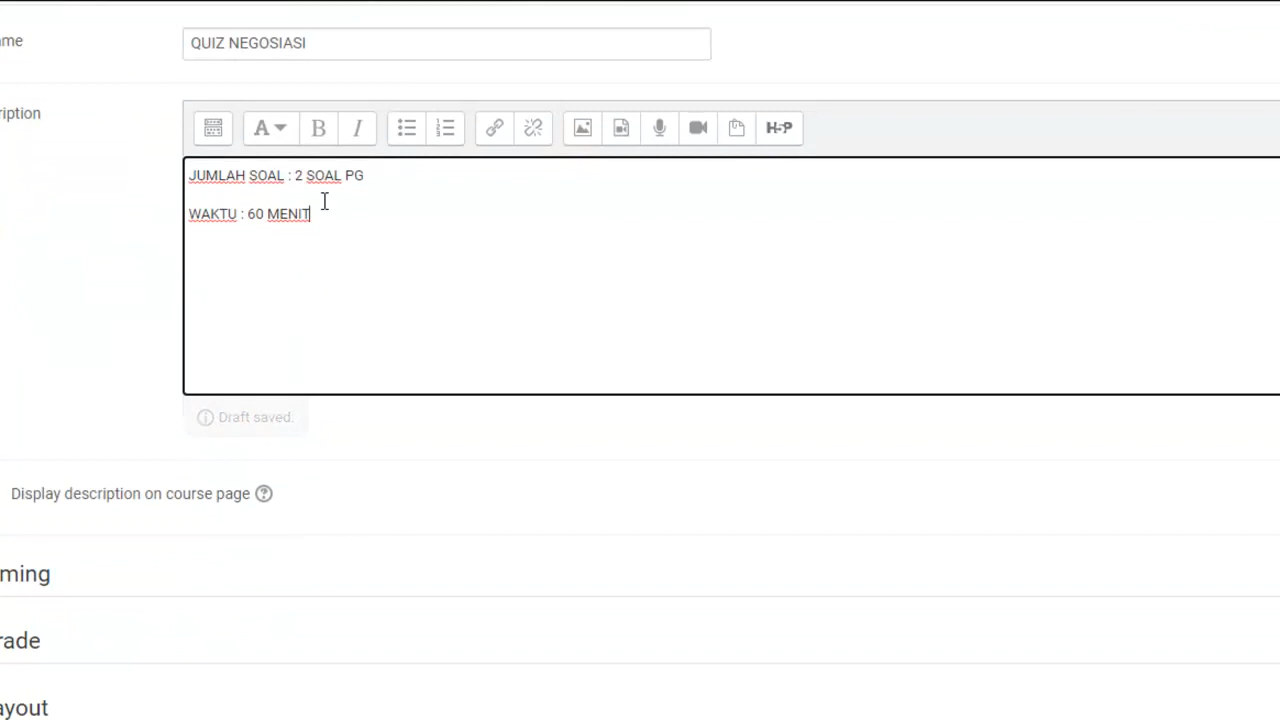 ame
QUIZ NEGOSIASI
ription
A B I H-P
JUMLAH SOAL : 2 SOAL PG
WAKTU : 60 MENIT
Draft saved.
Display description on course page
ming
rade
ayout